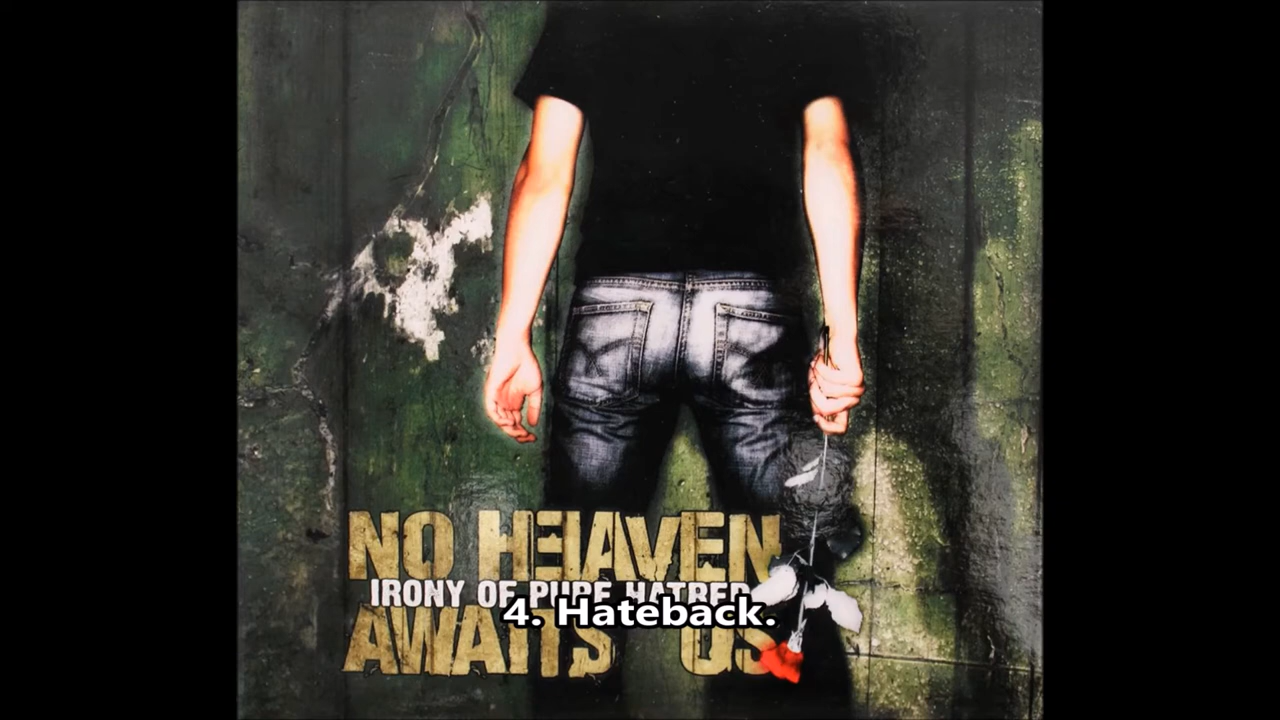 NO HEAVEN
IRONY OF PURE HATRED
4. Hateback.
AWAITS US